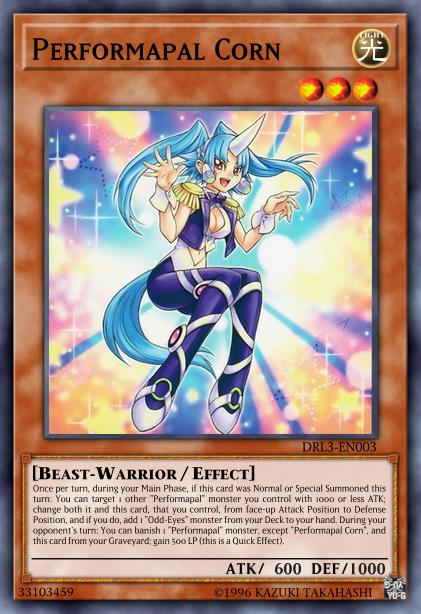 Performapal Corn
LIGHT
光
DRL3-EN003
[Beast-Warrior / Effect]
Once per turn, during your Main Phase, if this card was Normal or Special Summoned this
turn: You can target 1 other "Performapal" monster you control with 1000 or less ATK;
change both it and this card, that you control, from face-up Attack Position to Defense
Position, and if you do, add 1 "Odd-Eyes" monster from your Deck to your hand. During your
opponent's turn: You can banish 1 "Performapal" monster, except "Performapal Corn", and
this card from your Graveyard; gain 500 LP (this is a Quick Effect).
ATK/ 600 DEF/1000
33103459
©1996 KAZUKI TAKAHASHI